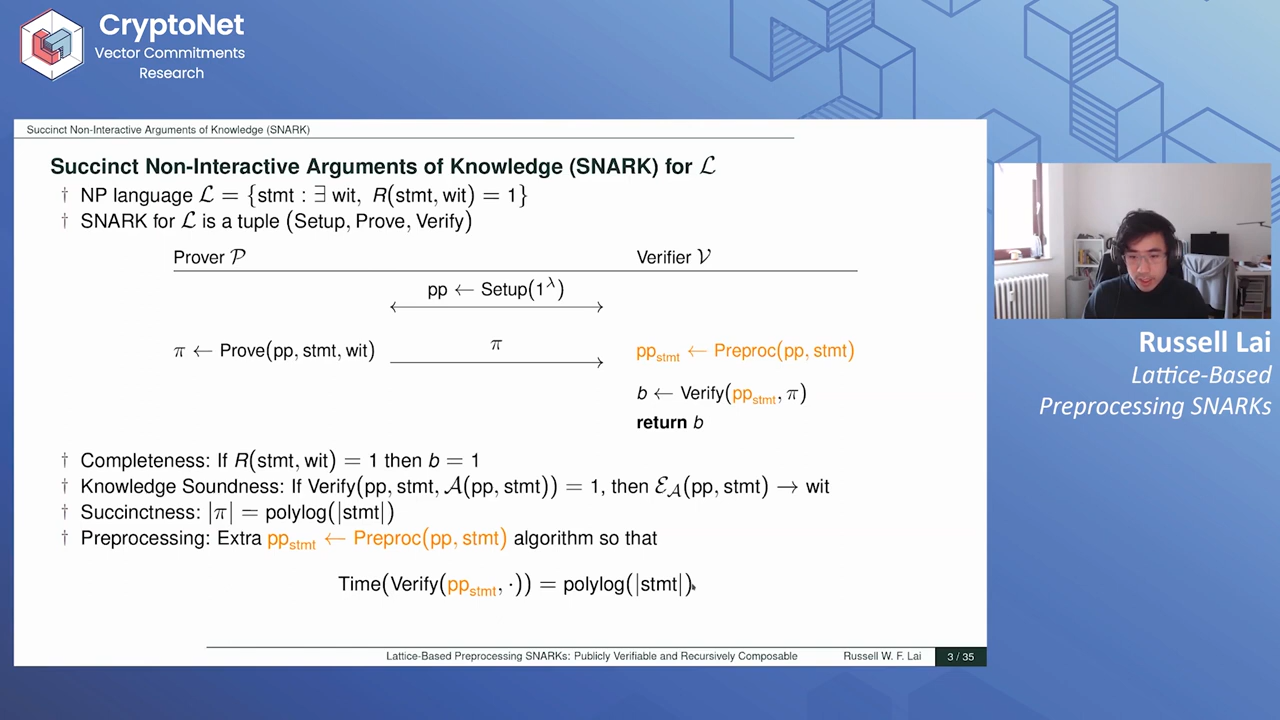 CryptoNet
Vector Commitments
Research
Succinct Non-Interactive Arguments of Knowledge (SNARK)
Succinct Non-Interactive Arguments of Knowledge (SNARK) for ℒ
† NP language ℒ = {stmt : ∃ wit, R(stmt, wit) = 1}
† SNARK for ℒ is a tuple (Setup, Prove, Verify)
Prover 𝒫 Verifier 𝒱
pp ← Setup(1^λ)
π ← Prove(pp, stmt, wit) π pp_stmt ← Preproc(pp, stmt)
b ← Verify(pp_stmt, π)
return b
† Completeness: If R(stmt, wit) = 1 then b = 1
† Knowledge Soundness: If Verify(pp, stmt, 𝒜(pp, stmt)) = 1, then ℰ_𝒜(pp, stmt) → wit
† Succinctness: |π| = polylog(|stmt|)
† Preprocessing: Extra pp_stmt ← Preproc(pp, stmt) algorithm so that
Time(Verify(pp_stmt, ·)) = polylog(|stmt|)
Lattice-Based Preprocessing SNARKs: Publicly Verifiable and Recursively Composable Russell W. F. Lai 3 / 35
Russell Lai
Lattice-Based
Preprocessing SNARKs